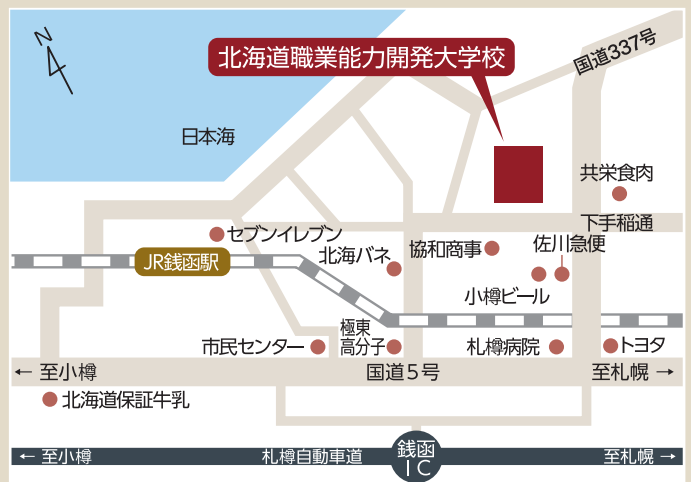 N
国道337号
北海道職業能力開発大学校
日本海
共栄食肉
下手稲通
セブンイレブン
佐川急便
協和商事
北海バネ
JR銭函駅
小樽ビール
極東
高分子
市民センター
札樽病院
トヨタ
← 至小樽
国道5号
至札幌 →
北海道保証牛乳
← 至小樽
札樽自動車道
銭函
IC
至札幌 →